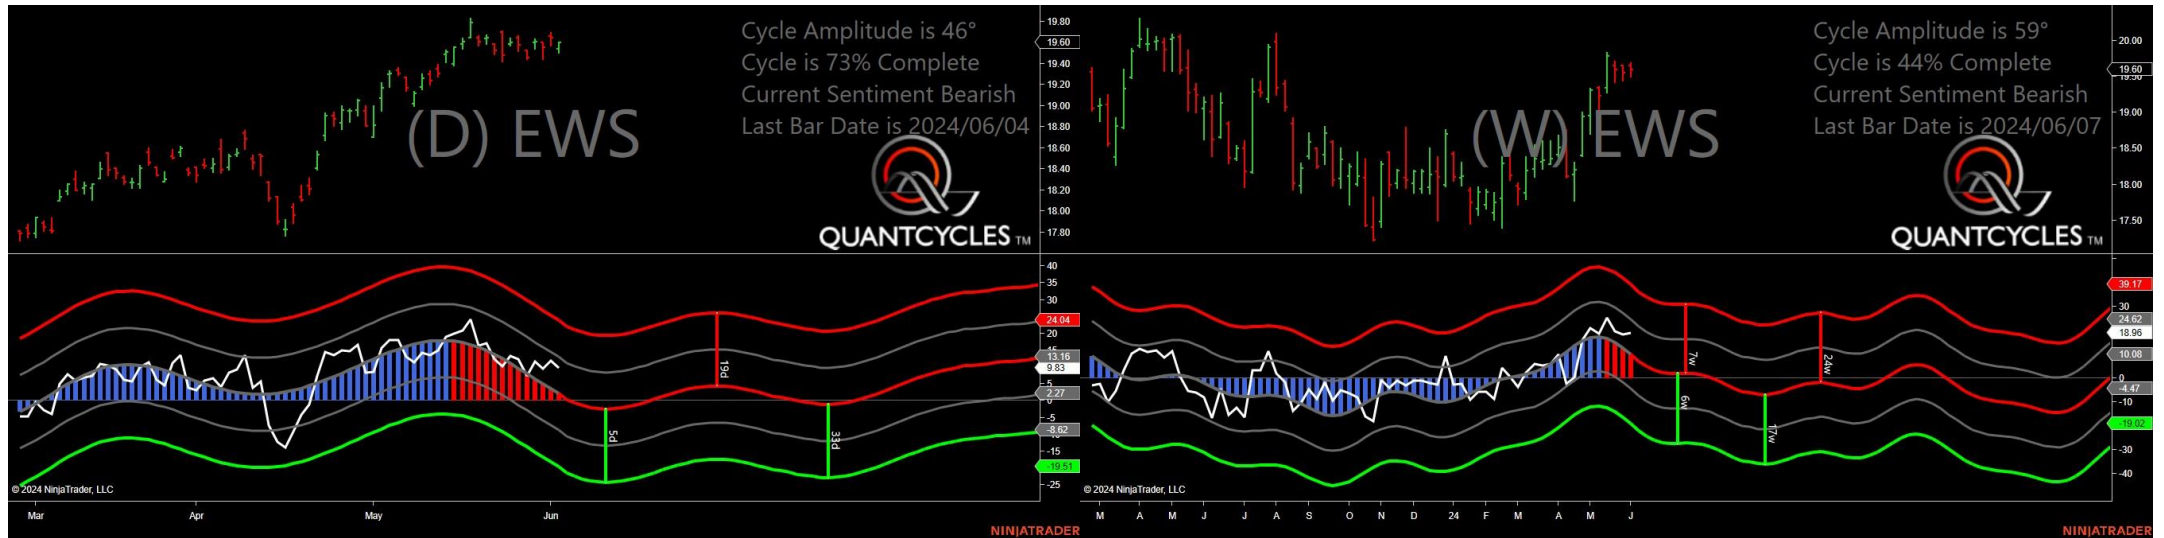 Cycle Amplitude is 46°
Cycle is 73% Complete
Current Sentiment Bearish
Last Bar Date is 2024/06/04
(D) EWS
QUANTCYCLES TM
19.80
19.60
19.40
19.20
19.00
18.80
18.60
18.40
18.20
18.00
17.80
40
35
30
24.04
20
13.16
9.83
5
2.27
0
-5
-8.62
-15
-19.51
-25
5d
19d
33d
© 2024 NinjaTrader, LLC
Mar
Apr
May
Jun
NINJATRADER
Cycle Amplitude is 59°
Cycle is 44% Complete
Current Sentiment Bearish
Last Bar Date is 2024/06/07
(W) EWS
QUANTCYCLES TM
20.00
19.60
19.50
19.00
18.50
18.00
17.50
39.17
30
24.62
18.96
10.08
0
-4.47
-10
-19.02
-30
-40
7w
6w
24w
17w
© 2024 NinjaTrader, LLC
M A M J J A S O N D 24 F M A M J
NINJATRADER